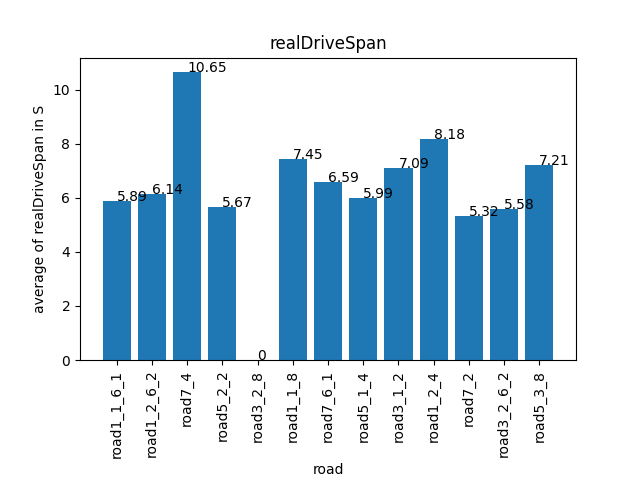 realDriveSpan
average of realDriveSpan in S
10
8
6
4
2
0
5.89
6.14
10.65
5.67
0
7.45
6.59
5.99
7.09
8.18
5.32
5.58
7.21
road1_1_6_1
road1_2_6_2
road7_4
road5_2_2
road3_2_8
road1_1_8
road7_6_1
road5_1_4
road3_1_2
road1_2_4
road7_2
road3_2_6_2
road5_3_8
road